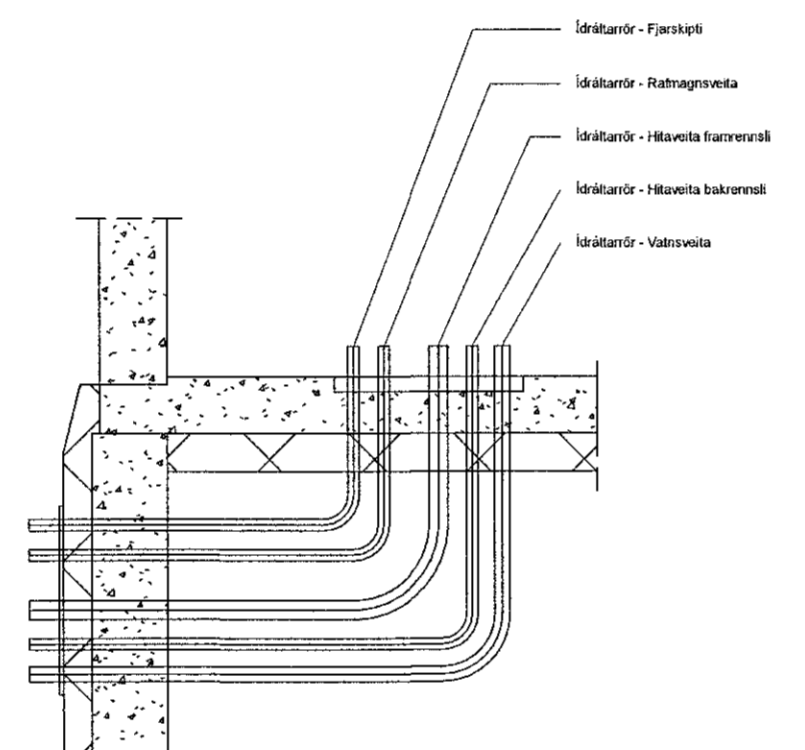 Ídráttarrör - Fjarskipti
Ídráttarrör - Rafmagnsveita
Ídráttarrör - Hitaveita framrennsli
Ídráttarrör - Hitaveita bakrennsli
Ídráttarrör - Vatnsveita